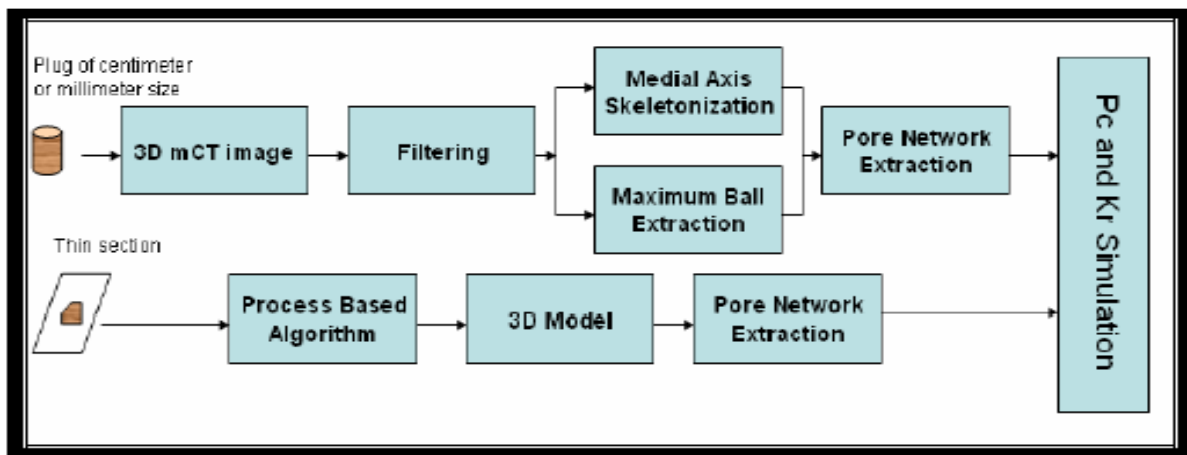 Plug of centimeter
or millimeter size
3D mCT image
Filtering
Medial Axis
Skeletonization
Maximum Ball
Extraction
Pore Network
Extraction
Pc and Kr Simulation
Thin section
Process Based
Algorithm
3D Model
Pore Network
Extraction